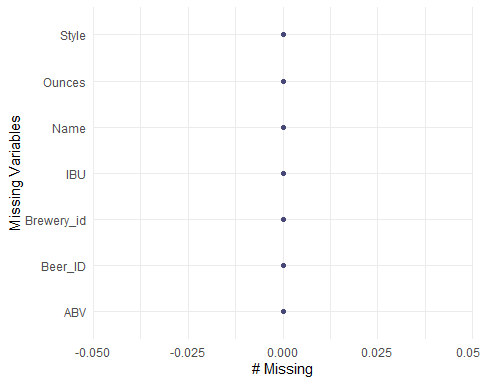 Style
Ounces
Name
IBU
Brewery_id
Beer_ID
ABV
Missing Variables
-0.050 -0.025 0.000 0.025 0.05
# Missing